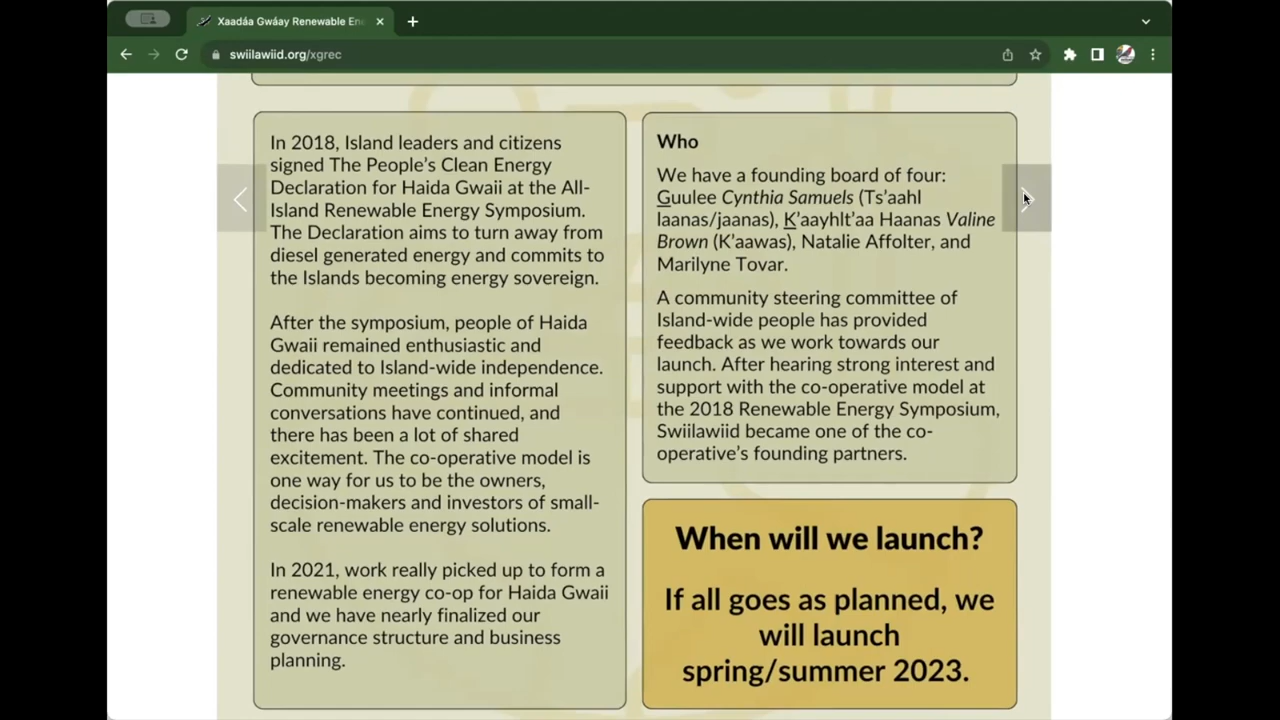 Xaadáa Gwáay Renewable En
swiilawiid.org/xgrec
In 2018, Island leaders and citizens
signed The People's Clean Energy
Declaration for Haida Gwaii at the All-
Island Renewable Energy Symposium.
The Declaration aims to turn away from
diesel generated energy and commits to
the Islands becoming energy sovereign.
After the symposium, people of Haida
Gwaii remained enthusiastic and
dedicated to Island-wide independence.
Community meetings and informal
conversations have continued, and
there has been a lot of shared
excitement. The co-operative model is
one way for us to be the owners,
decision-makers and investors of small-
scale renewable energy solutions.
In 2021, work really picked up to form a
renewable energy co-op for Haida Gwaii
and we have nearly finalized our
governance structure and business
planning.
Who
We have a founding board of four:
G̲uulee Cynthia Samuels (Ts'aahl
laanas/jaanas), K̲'aayhlt'aa Haanas Valine
Brown (K'aawas), Natalie Affolter, and
Marilyne Tovar.
A community steering committee of
Island-wide people has provided
feedback as we work towards our
launch. After hearing strong interest and
support with the co-operative model at
the 2018 Renewable Energy Symposium,
Swiilawiid became one of the co-
operative's founding partners.
When will we launch?
If all goes as planned, we
will launch
spring/summer 2023.